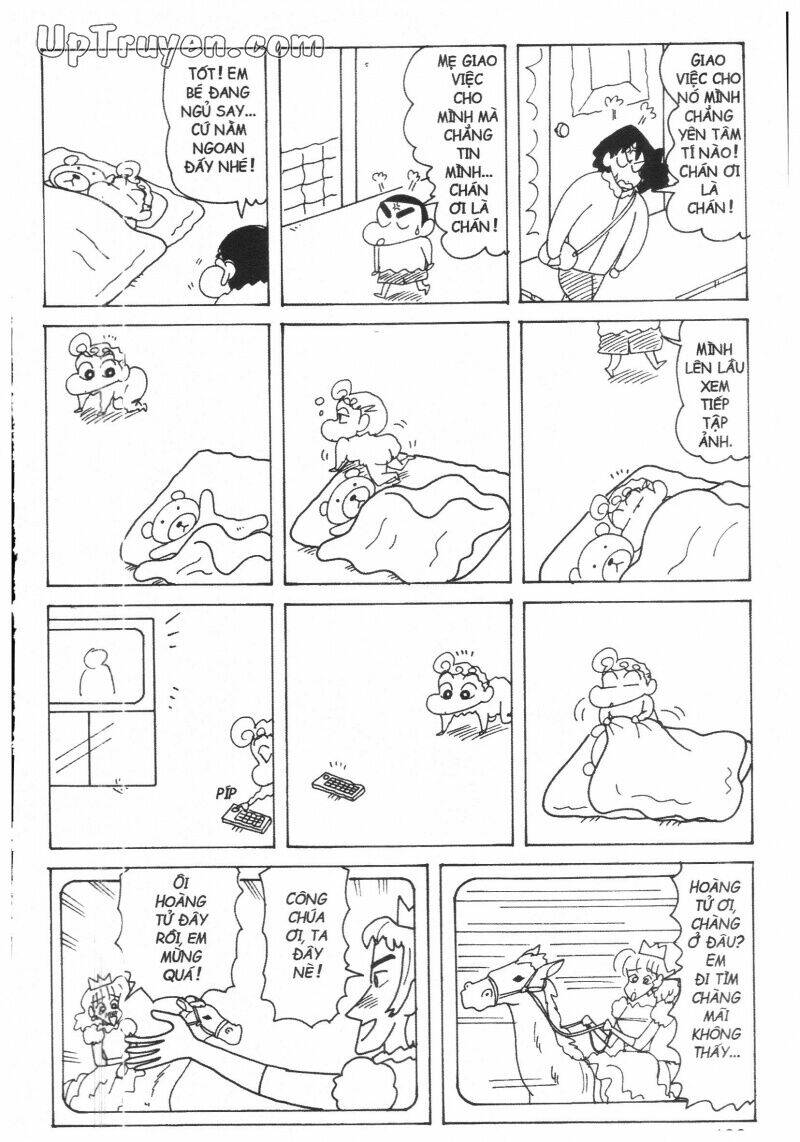 UpTruyen.com
GIAO
VIỆC CHO
NÓ MÌNH
CHẲNG
YÊN TÂM
TÍ NÀO!
CHÁN ƠI
LÀ
CHÁN!
MẸ GIAO
VIỆC
CHO
MÌNH MÀ
CHẲNG
TIN
MÌNH...
CHÁN
ƠI LÀ
CHÁN!
TỐT! EM
BÉ ĐANG
NGỦ SAY...
CỨ NẰM
NGOAN
ĐẤY NHÉ!
MÌNH
LÊN LẦU
XEM
TIẾP
TẬP
ẢNH.
PÍP
HOÀNG
TỬ ƠI,
CHÀNG
Ở ĐÂU?
EM
ĐI TÌM
CHÀNG
MÃI
KHÔNG
THẤY...
CÔNG
CHÚA
ƠI, TA
ĐÂY
NÈ!
ÔI
HOÀNG
TỬ ĐÂY
RỒI, EM
MỪNG
QUÁ!